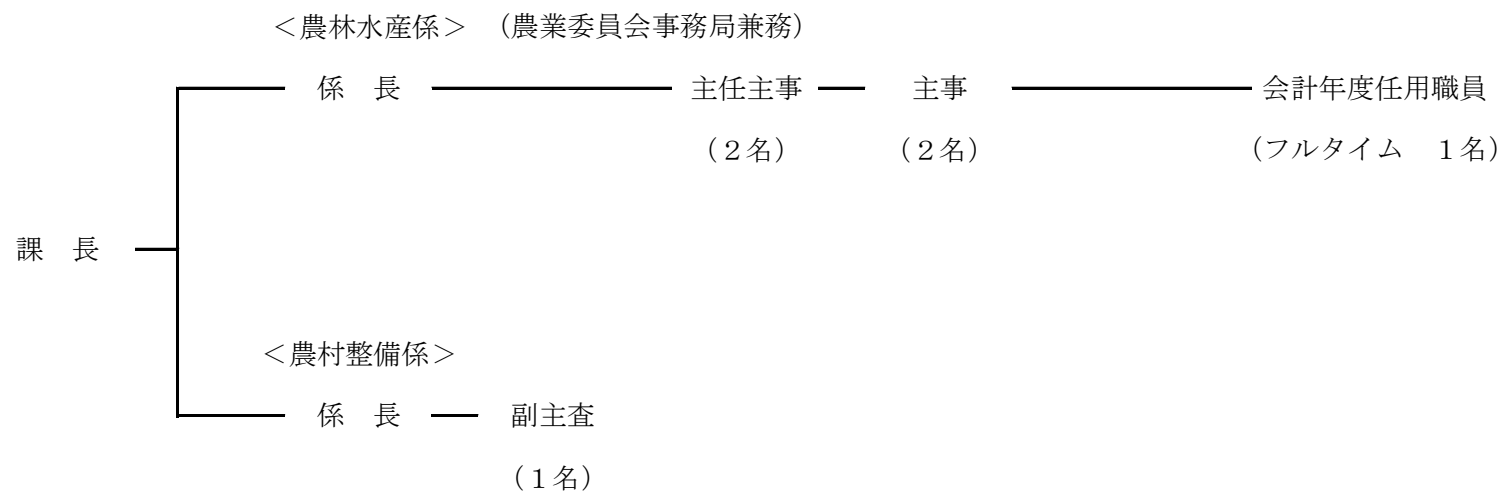 ＜農林水産係＞　（農業委員会事務局兼務）
係　長　主任主事　主事　会計年度任用職員
（２名）　（２名）　（フルタイム　１名）
課　長
＜農村整備係＞
係　長　副主査
（１名）